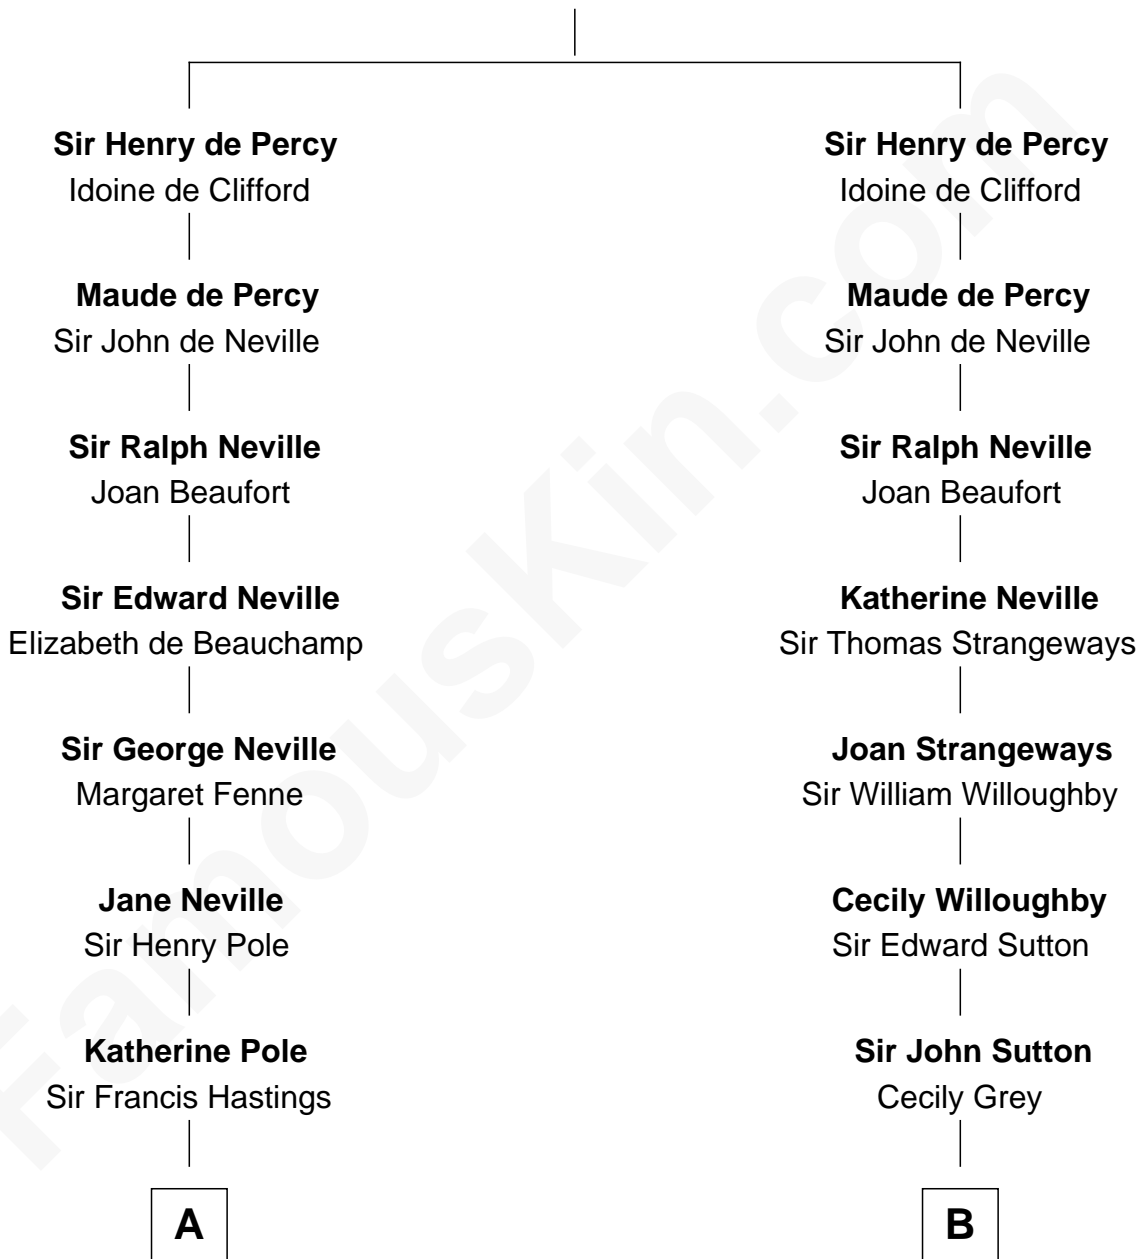 Sir Henry de Percy
Idoine de Clifford
Maude de Percy
Sir John de Neville
Sir Ralph Neville
Joan Beaufort
Sir Edward Neville
Elizabeth de Beauchamp
Sir George Neville
Margaret Fenne
Jane Neville
Sir Henry Pole
Katherine Pole
Sir Francis Hastings
A
Sir Henry de Percy
Idoine de Clifford
Maude de Percy
Sir John de Neville
Sir Ralph Neville
Joan Beaufort
Katherine Neville
Sir Thomas Strangeways
Joan Strangeways
Sir William Willoughby
Cecily Willoughby
Sir Edward Sutton
Sir John Sutton
Cecily Grey
B
FamousKin.com